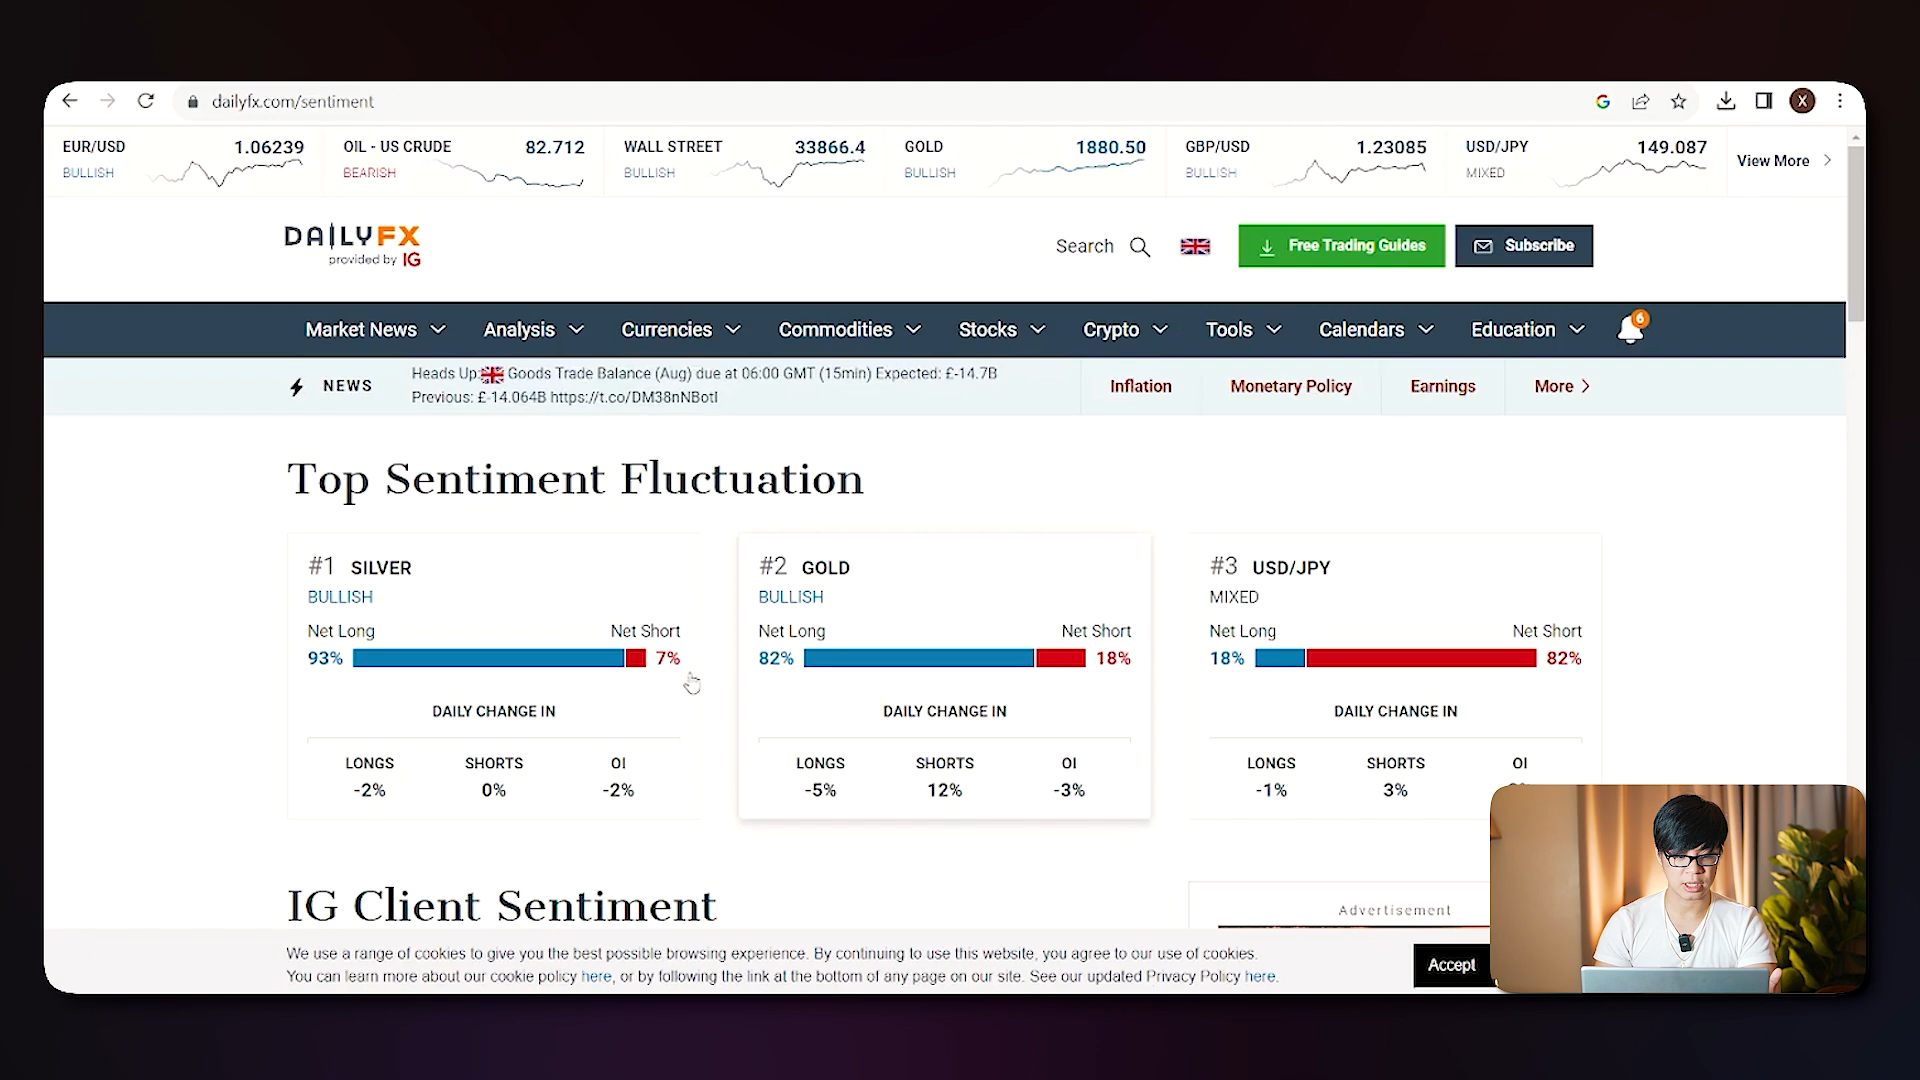 dailyfx.com/sentiment
X
EUR/USD 1.06239
BULLISH
OIL - US CRUDE 82.712
BEARISH
WALL STREET 33866.4
BULLISH
GOLD 1880.50
BULLISH
GBP/USD 1.23085
BULLISH
USD/JPY 149.087
MIXED
View More
DAILYFX
provided by IG
Search
Free Trading Guides
Subscribe
Market News Analysis Currencies Commodities Stocks Crypto Tools Calendars Education 6
NEWS
Heads Up: Goods Trade Balance (Aug) due at 06:00 GMT (15min) Expected: £-14.7B
Previous: £-14.064B https://t.co/DM38nNBotI
Inflation Monetary Policy Earnings More
Top Sentiment Fluctuation
#1 SILVER
BULLISH
Net Long Net Short
93% 7%
DAILY CHANGE IN
LONGS SHORTS OI
-2% 0% -2%
#2 GOLD
BULLISH
Net Long Net Short
82% 18%
DAILY CHANGE IN
LONGS SHORTS OI
-5% 12% -3%
#3 USD/JPY
MIXED
Net Long Net Short
18% 82%
DAILY CHANGE IN
LONGS SHORTS OI
-1% 3%
IG Client Sentiment
Advertisement
We use a range of cookies to give you the best possible browsing experience. By continuing to use this website, you agree to our use of cookies.
You can learn more about our cookie policy here, or by following the link at the bottom of any page on our site. See our updated Privacy Policy here.
Accept